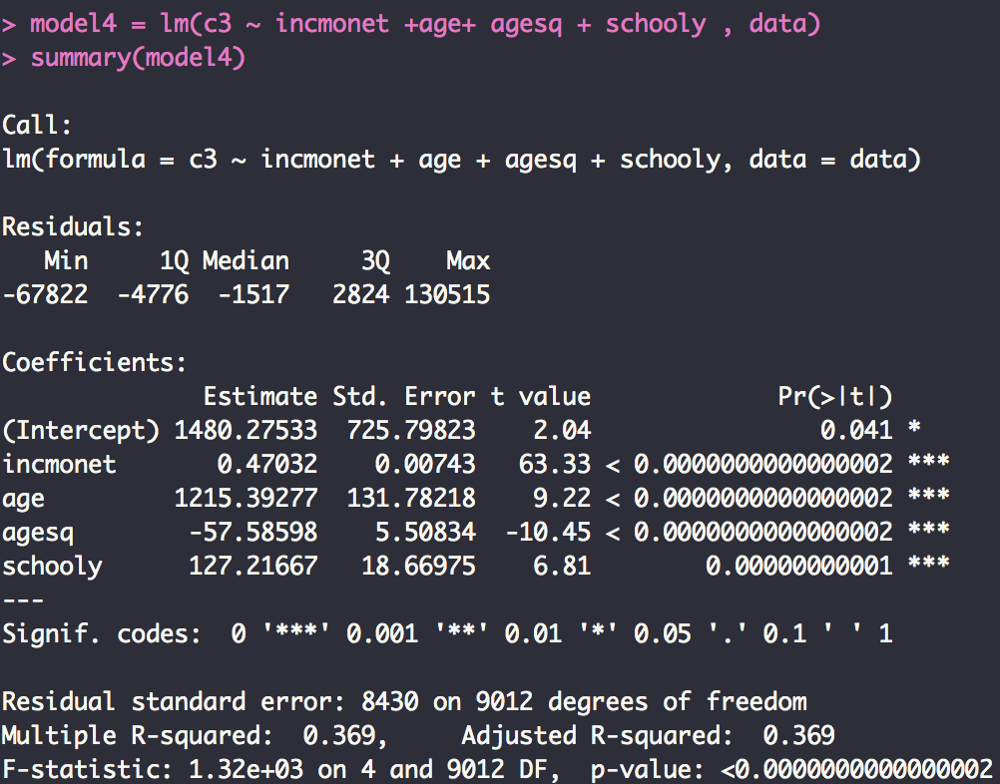 > model4 = lm(c3 ~ incmonet +age+ agesq + schooly , data)
> summary(model4)
Call:
lm(formula = c3 ~ incmonet + age + agesq + schooly, data = data)
Residuals:
   Min     1Q Median     3Q    Max
-67822  -4776  -1517   2824 130515
Coefficients:
              Estimate Std. Error t value             Pr(>|t|)
(Intercept) 1480.27533  725.79823    2.04                0.041 *
incmonet       0.47032    0.00743   63.33 < 0.0000000000000002 ***
age         1215.39277  131.78218    9.22 < 0.0000000000000002 ***
agesq        -57.58598    5.50834  -10.45 < 0.0000000000000002 ***
schooly      127.21667   18.66975    6.81        0.00000000001 ***
---
Signif. codes:  0 '***' 0.001 '**' 0.01 '*' 0.05 '.' 0.1 ' ' 1
Residual standard error: 8430 on 9012 degrees of freedom
Multiple R-squared:  0.369,     Adjusted R-squared:  0.369
F-statistic: 1.32e+03 on 4 and 9012 DF,  p-value: <0.0000000000000002